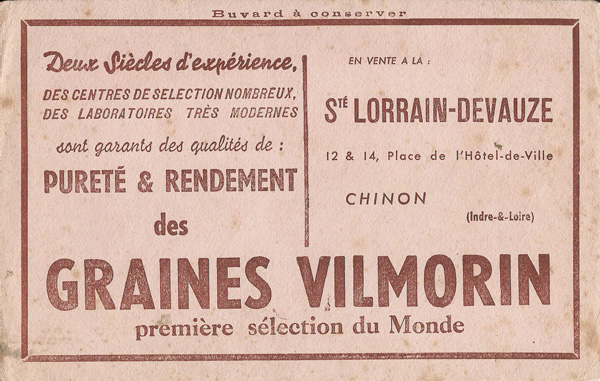 Buvard à conserver
Deux Siècles d'expérience,
DES CENTRES DE SELECTION NOMBREUX,
DES LABORATOIRES TRÈS MODERNES
sont garants des qualités de :
PURETÉ & RENDEMENT
des
EN VENTE A LA :
STÉ LORRAIN-DEVAUZE
12 & 14, Place de l'Hôtel-de-Ville
CHINON
(Indre-&-Loire)
GRAINES VILMORIN
première sélection du Monde